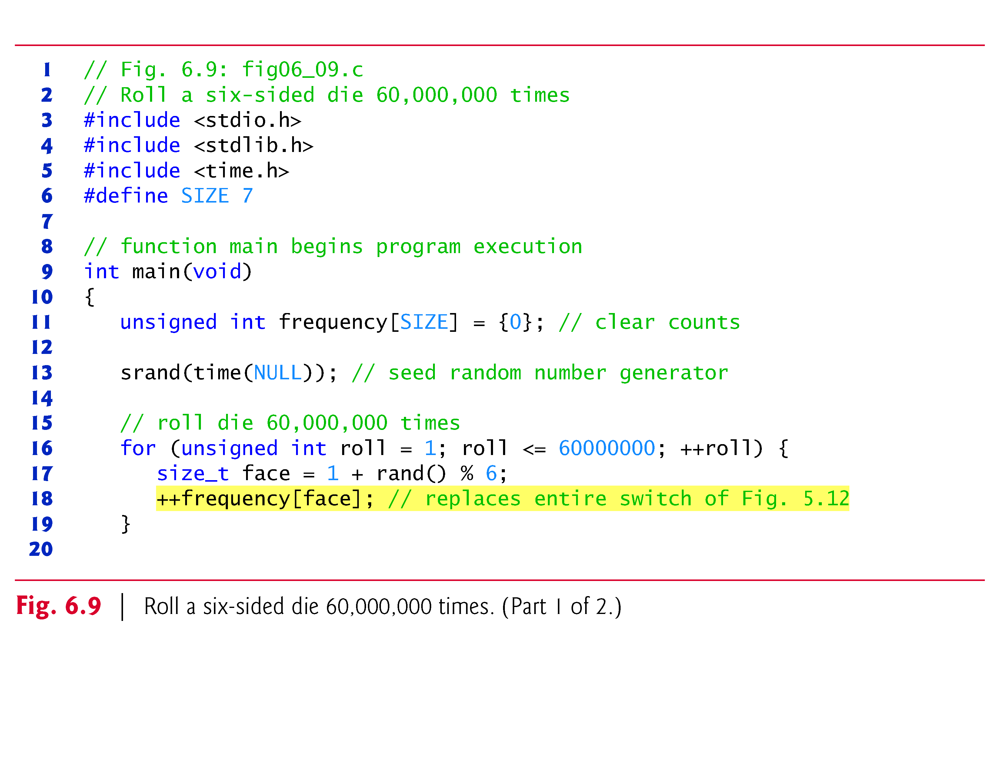 1 // Fig. 6.9: fig06_09.c
2 // Roll a six-sided die 60,000,000 times
3 #include <stdio.h>
4 #include <stdlib.h>
5 #include <time.h>
6 #define SIZE 7
7
8 // function main begins program execution
9 int main(void)
10 {
11    unsigned int frequency[SIZE] = {0}; // clear counts
12
13    srand(time(NULL)); // seed random number generator
14
15    // roll die 60,000,000 times
16    for (unsigned int roll = 1; roll <= 60000000; ++roll) {
17       size_t face = 1 + rand() % 6;
18       ++frequency[face]; // replaces entire switch of Fig. 5.12
19    }
20
Fig. 6.9 | Roll a six-sided die 60,000,000 times. (Part 1 of 2.)